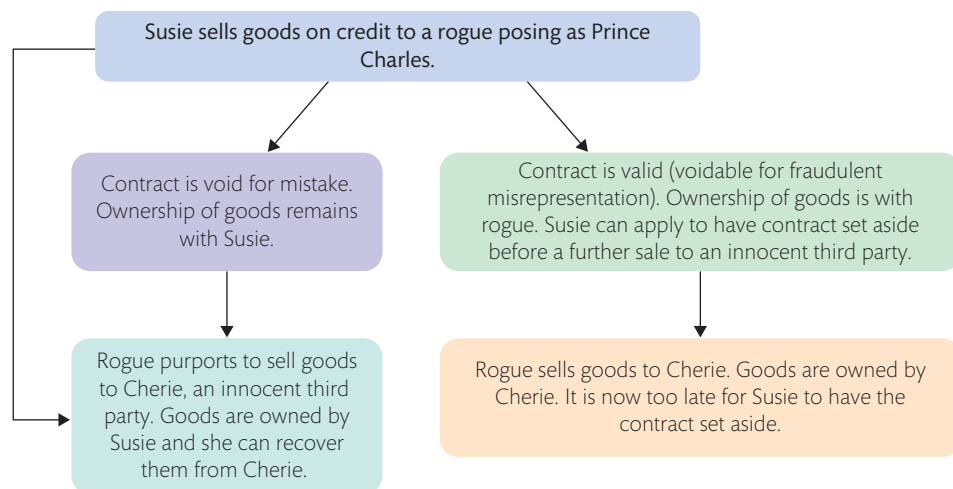 Susie sells goods on credit to a rogue posing as Prince
Charles.
Contract is void for mistake.
Ownership of goods remains
with Susie.
Contract is valid (voidable for fraudulent
misrepresentation). Ownership of goods is with
rogue. Susie can apply to have contract set aside
before a further sale to an innocent third party.
Rogue purports to sell goods
to Cherie, an innocent third
party. Goods are owned by
Susie and she can recover
them from Cherie.
Rogue sells goods to Cherie. Goods are owned by
Cherie. It is now too late for Susie to have the
contract set aside.